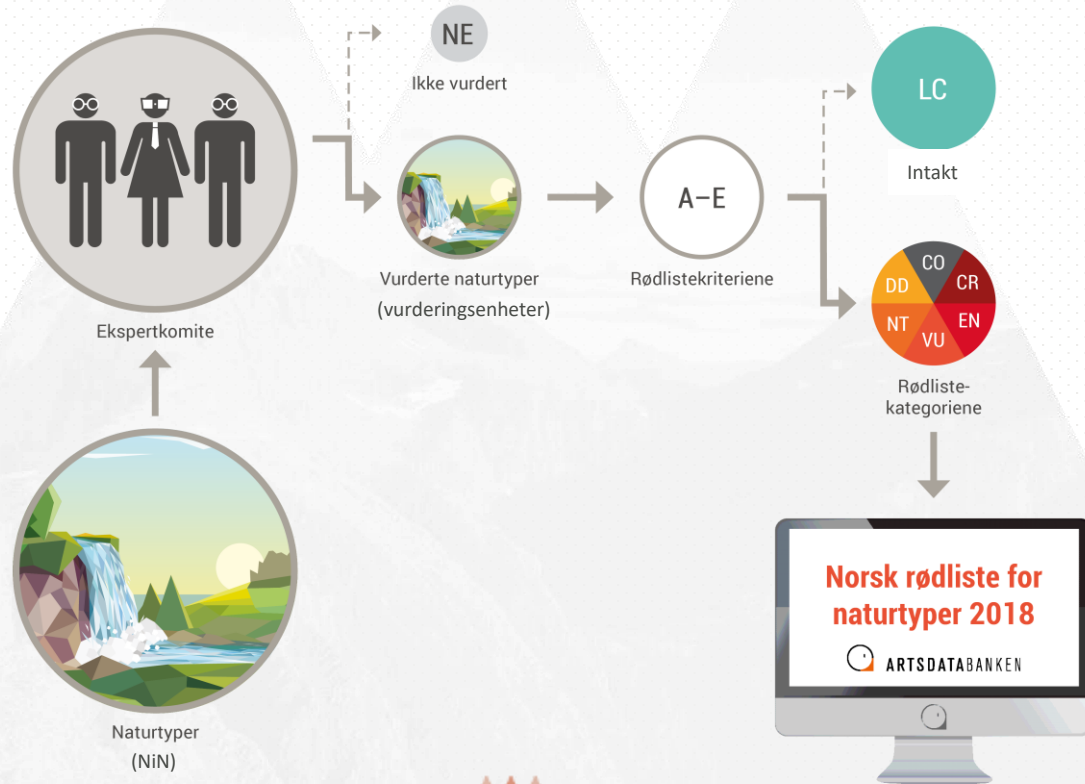 NE
Ikke vurdert
LC
Intakt
A–E
Vurderte naturtyper
(vurderingsenheter)
Rødlistekriteriene
Ekspertkomite
CO
DD
CR
NT
EN
VU
Rødliste-
kategoriene
Norsk rødliste for
naturtyper 2018
ARTSDATABANKEN
Naturtyper
(NiN)